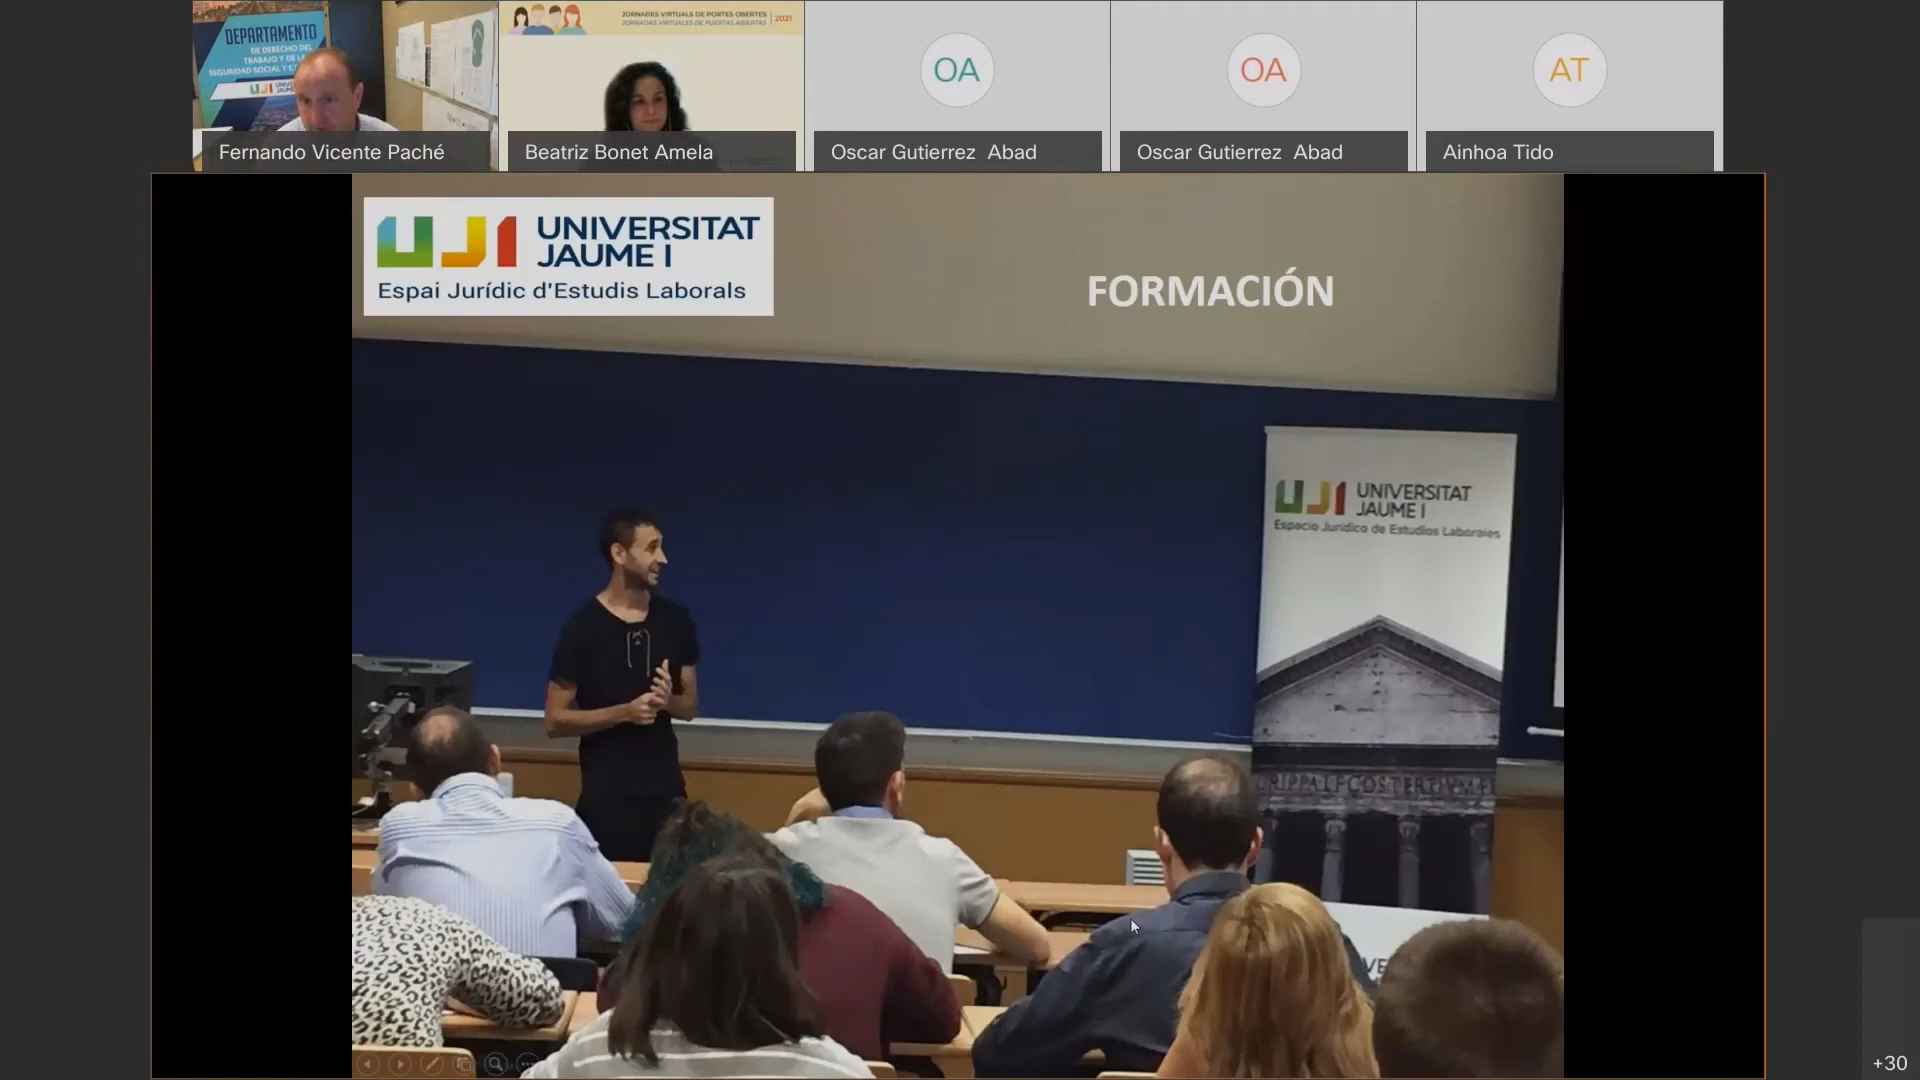 DEPARTAMENTO
DE DERECHO DEL
TRABAJO Y DE LA
SEGURIDAD SOCIAL Y E
UJI
JORNADES VIRTUALS DE PORTES OBERTES
JORNADAS VIRTUALES DE PUERTAS ABIERTAS
2021
OA
OA
AT
Fernando Vicente Paché
Beatriz Bonet Amela
Oscar Gutierrez Abad
Oscar Gutierrez Abad
Ainhoa Tido
UJI UNIVERSITAT
JAUME I
Espai Jurídic d'Estudis Laborals
FORMACIÓN
UJI UNIVERSITAT
JAUME I
Espacio Jurídico de Estudios Laborales
+30